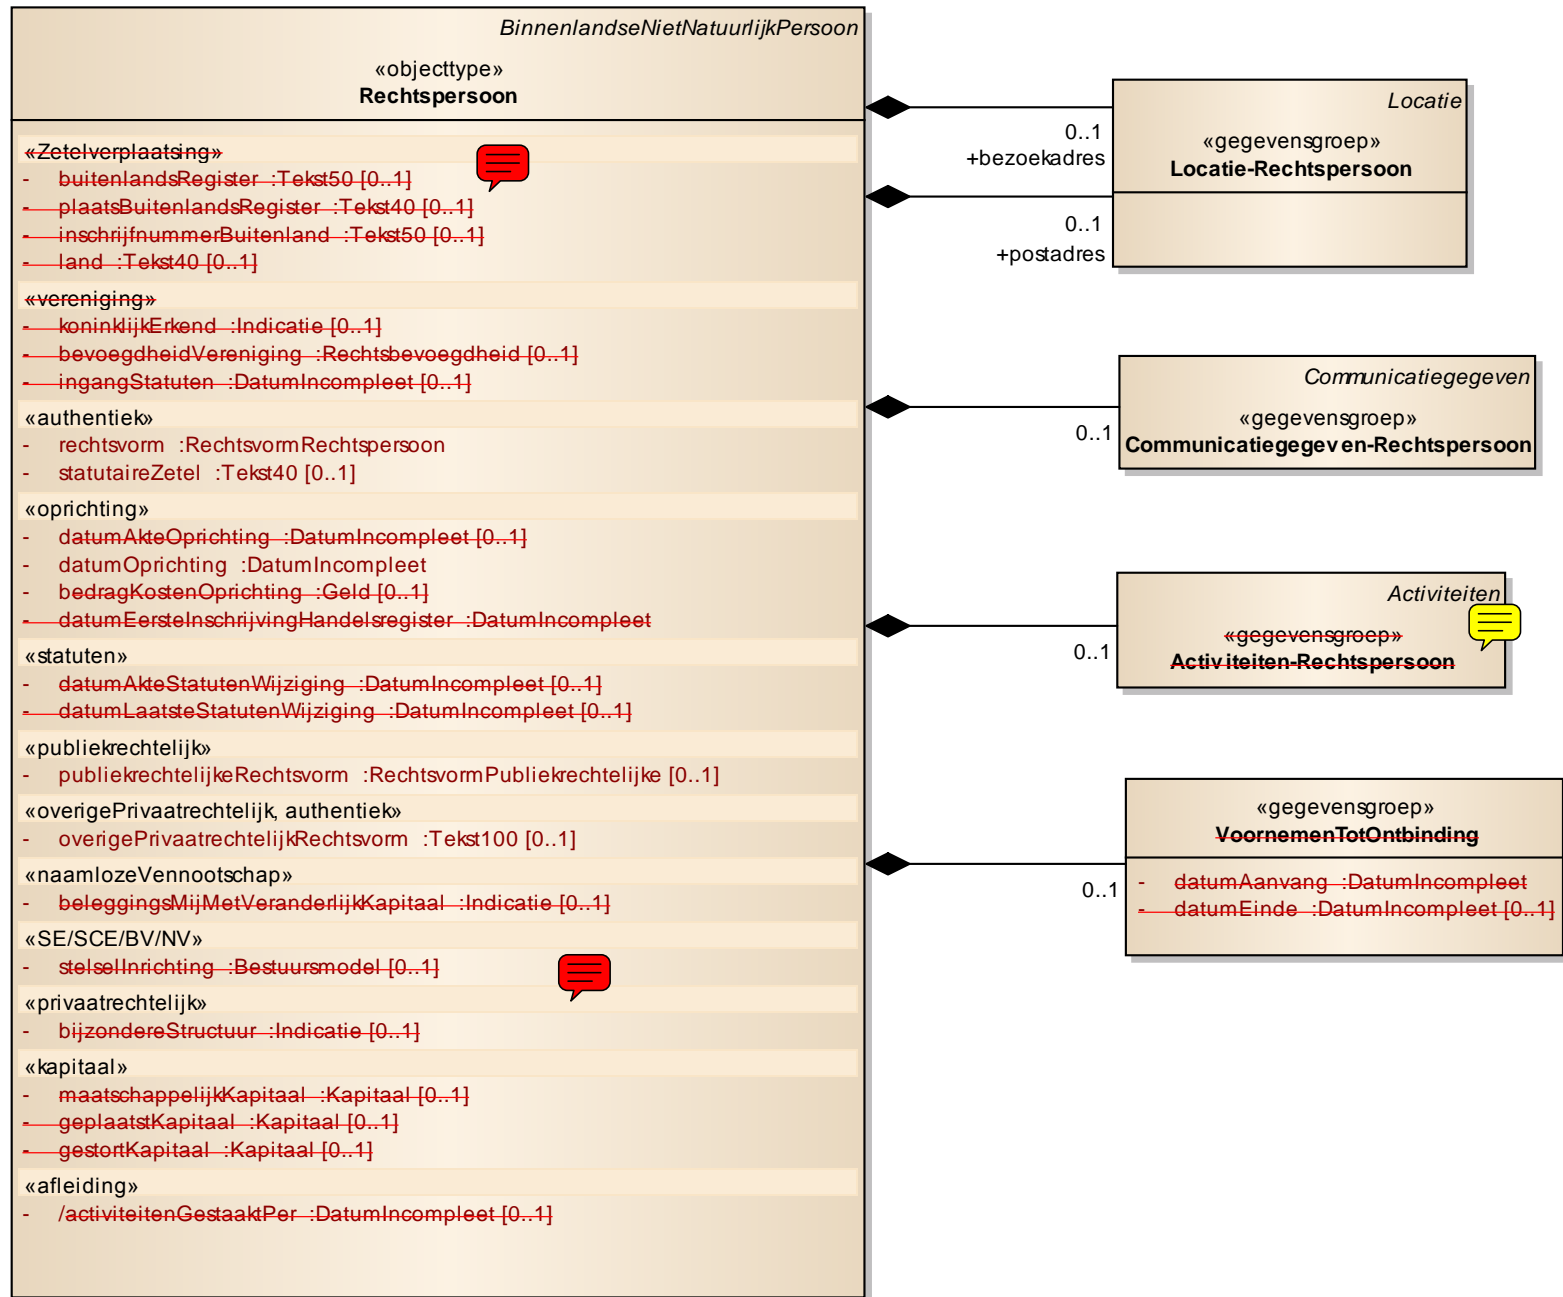 BinnenlandseNietNatuurlijkPersoon
«objecttype»
Rechtspersoon
«Zetelverplaatsing»
- buitenlandsRegister :Tekst50 [0..1]
- plaatsBuitenlandsRegister :Tekst40 [0..1]
- inschrijfnummerBuitenland :Tekst50 [0..1]
- land :Tekst40 [0..1]
«vereniging»
- koninklijkErkend :Indicatie [0..1]
- bevoegdheidVereniging :Rechtsbevoegdheid [0..1]
- ingangStatuten :DatumIncompleet [0..1]
«authentiek»
- rechtsvorm :RechtsvormRechtspersoon
- statutaireZetel :Tekst40 [0..1]
«oprichting»
- datumAkteOprichting :DatumIncompleet [0..1]
- datumOprichting :DatumIncompleet
- bedragKostenOprichting :Geld [0..1]
- datumEersteInschrijvingHandelsregister :DatumIncompleet
«statuten»
- datumAkteStatutenWijziging :DatumIncompleet [0..1]
- datumLaatsteStatutenWijziging :DatumIncompleet [0..1]
«publiekrechtelijk»
- publiekrechtelijkeRechtsvorm :RechtsvormPubliekrechtelijke [0..1]
«overigePrivaatrechtelijk, authentiek»
- overigePrivaatrechtelijkRechtsvorm :Tekst100 [0..1]
«naamlozeVennootschap»
- beleggingsMijMetVeranderlijkKapitaal :Indicatie [0..1]
«SE/SCE/BV/NV»
- stelselInrichting :Bestuursmodel [0..1]
«privaatrechtelijk»
- bijzondereStructuur :Indicatie [0..1]
«kapitaal»
- maatschappelijkKapitaal :Kapitaal [0..1]
- geplaatstKapitaal :Kapitaal [0..1]
- gestortKapitaal :Kapitaal [0..1]
«afleiding»
- /activiteitenGestaaktPer :DatumIncompleet [0..1]
0..1
+bezoekadres
0..1
+postadres
Locatie
«gegevensgroep»
Locatie-Rechtspersoon
0..1
Communicatiegegeven
«gegevensgroep»
Communicatiegegeven-Rechtspersoon
0..1
Activiteiten
«gegevensgroep»
Activiteiten-Rechtspersoon
0..1
«gegevensgroep»
VoornemenTotOntbinding
- datumAanvang :DatumIncompleet
- datumEinde :DatumIncompleet [0..1]